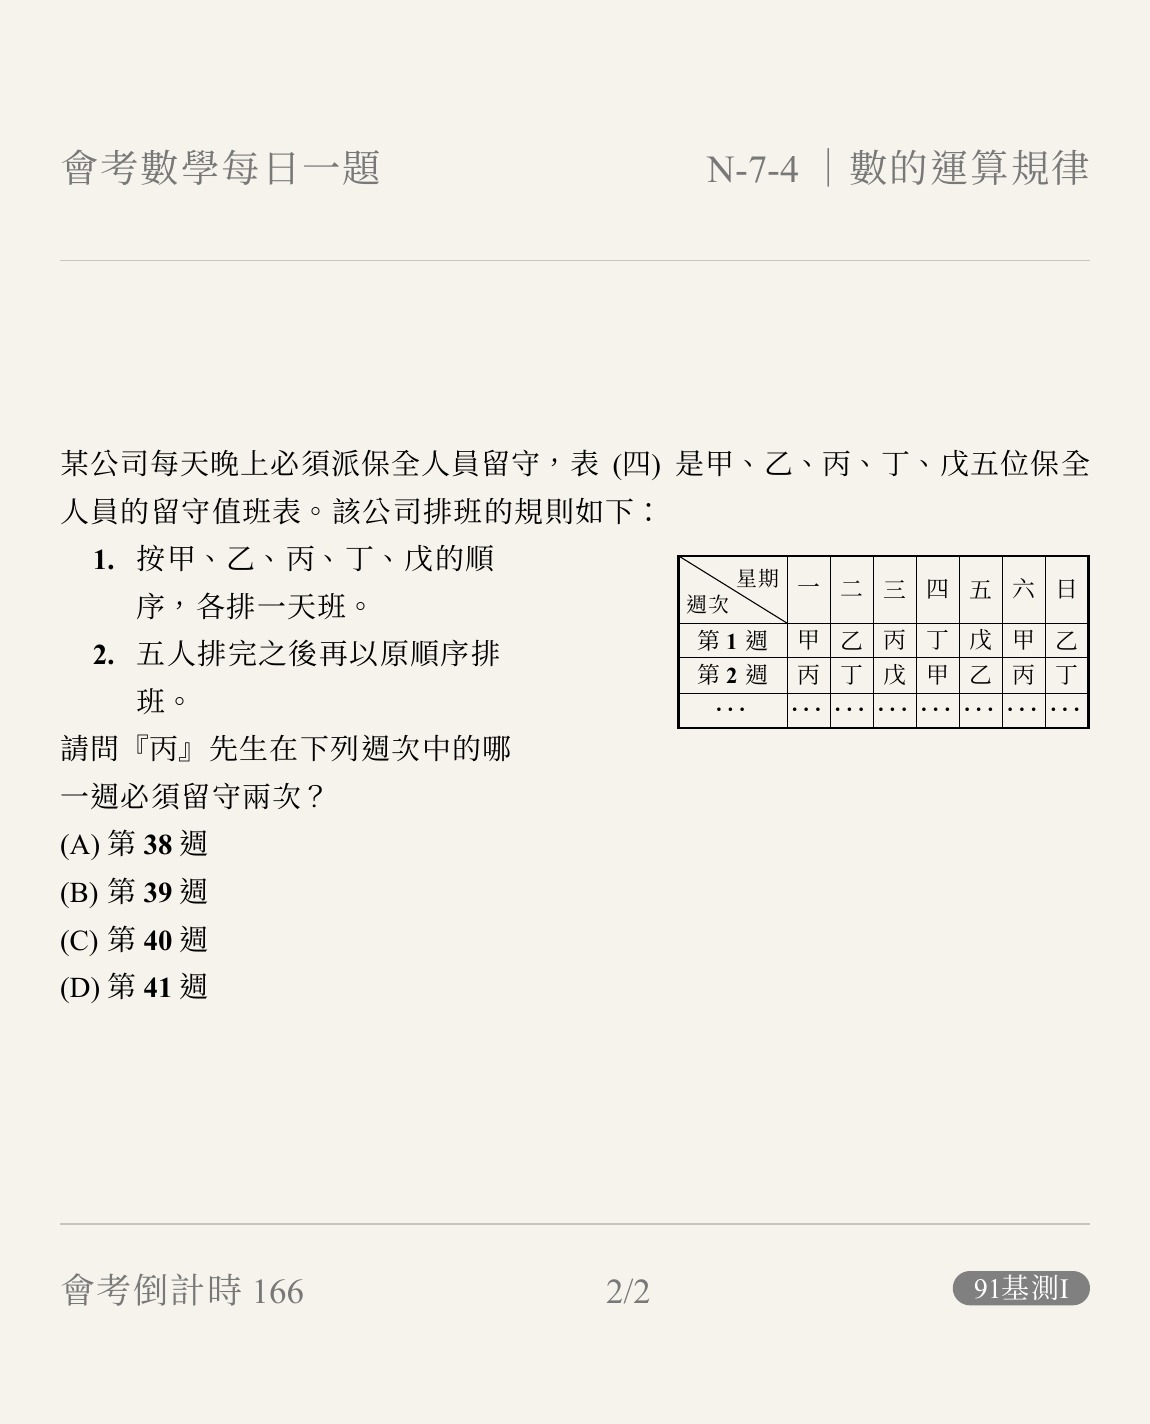 會考數學每日一題
N-7-4 | 數的運算規律
某公司每天晚上必須派保全人員留守，表 (四) 是甲、乙、丙、丁、戊五位保全
人員的留守值班表。該公司排班的規則如下：
1. 按甲、乙、丙、丁、戊的順
序，各排一天班。
2. 五人排完之後再以原順序排
班。
請問『丙』先生在下列週次中的哪
一週必須留守兩次？
星期 一 二 三 四 五 六 日
週次
第 1 週 甲 乙 丙 丁 戊 甲 乙
第 2 週 丙 丁 戊 甲 乙 丙 丁
··· ··· ··· ··· ··· ··· ··· ···
(A) 第 38 週
(B) 第 39 週
(C) 第 40 週
(D) 第 41 週
會考倒計時 166
2/2
91基測I